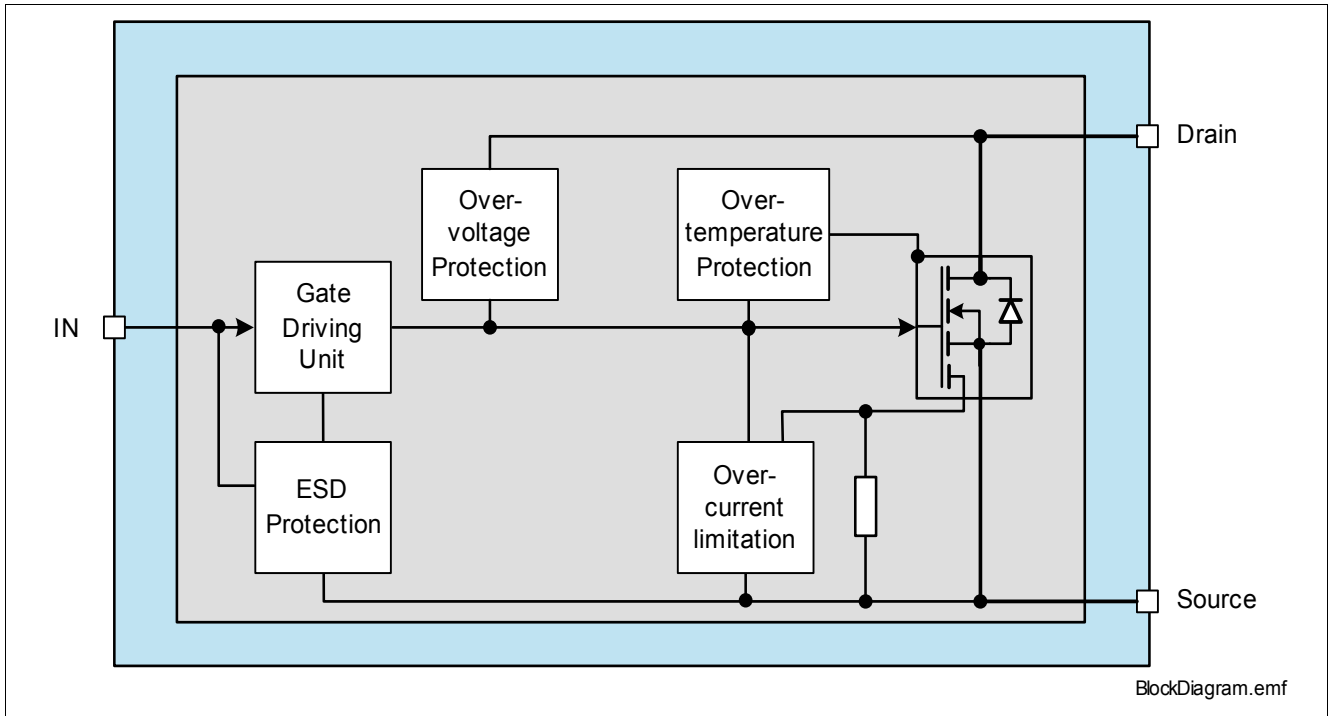 Drain
Over-
voltage
Protection
Over-
temperature
Protection
IN
Gate
Driving
Unit
ESD
Protection
Over-
current
limitation
Source
BlockDiagram.emf